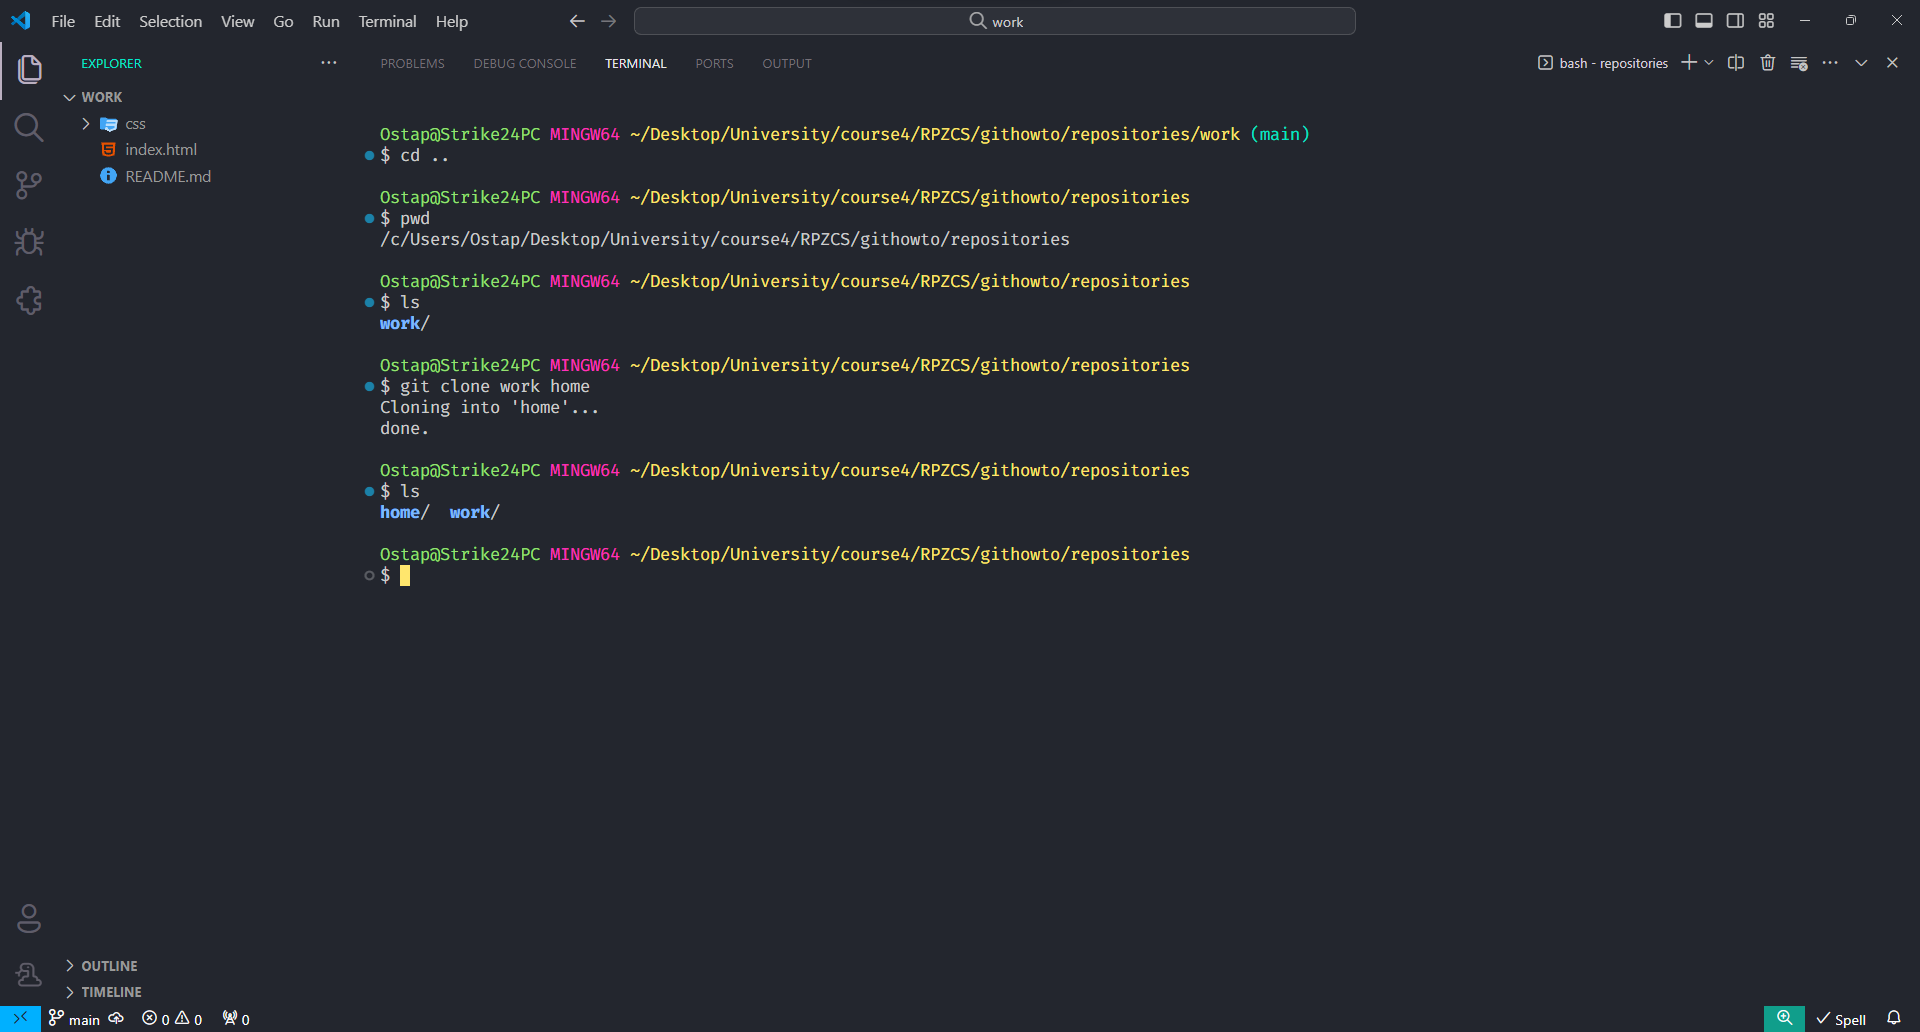 File Edit Selection View Go Run Terminal Help work
EXPLORER
PROBLEMS DEBUG CONSOLE TERMINAL PORTS OUTPUT bash - repositories
WORK
css
index.html
README.md
Ostap@Strike24PC MINGW64 ~/Desktop/University/course4/RPZCS/githowto/repositories/work (main)
$ cd ..
Ostap@Strike24PC MINGW64 ~/Desktop/University/course4/RPZCS/githowto/repositories
$ pwd
/c/Users/Ostap/Desktop/University/course4/RPZCS/githowto/repositories
Ostap@Strike24PC MINGW64 ~/Desktop/University/course4/RPZCS/githowto/repositories
$ ls
work/
Ostap@Strike24PC MINGW64 ~/Desktop/University/course4/RPZCS/githowto/repositories
$ git clone work home
Cloning into 'home'...
done.
Ostap@Strike24PC MINGW64 ~/Desktop/University/course4/RPZCS/githowto/repositories
$ ls
home/ work/
Ostap@Strike24PC MINGW64 ~/Desktop/University/course4/RPZCS/githowto/repositories
$
OUTLINE
TIMELINE
main 0 0 0 Spell